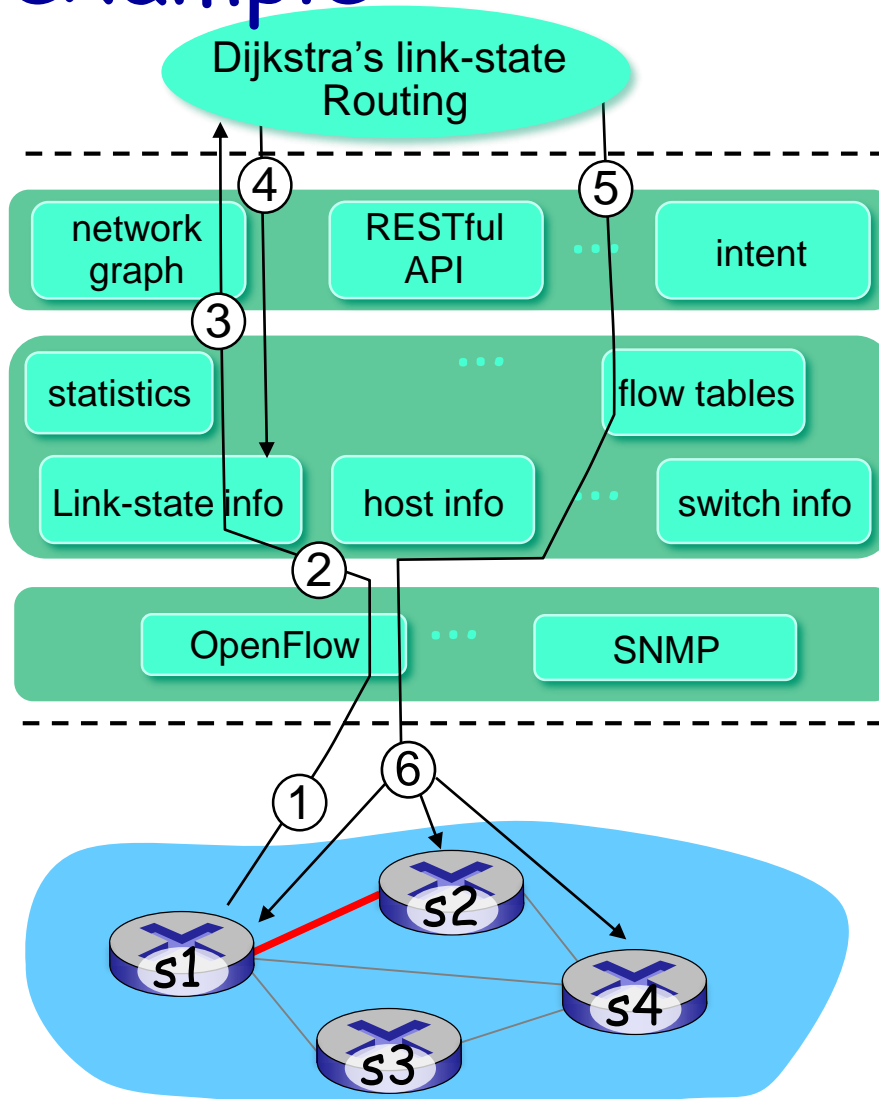 example
Dijkstra's link-state
Routing
4
5
network
graph
RESTful
API
...
intent
3
statistics
...
flow tables
Link-state info
host info
...
switch info
2
OpenFlow
...
SNMP
1
6
s2
s1
s4
s3